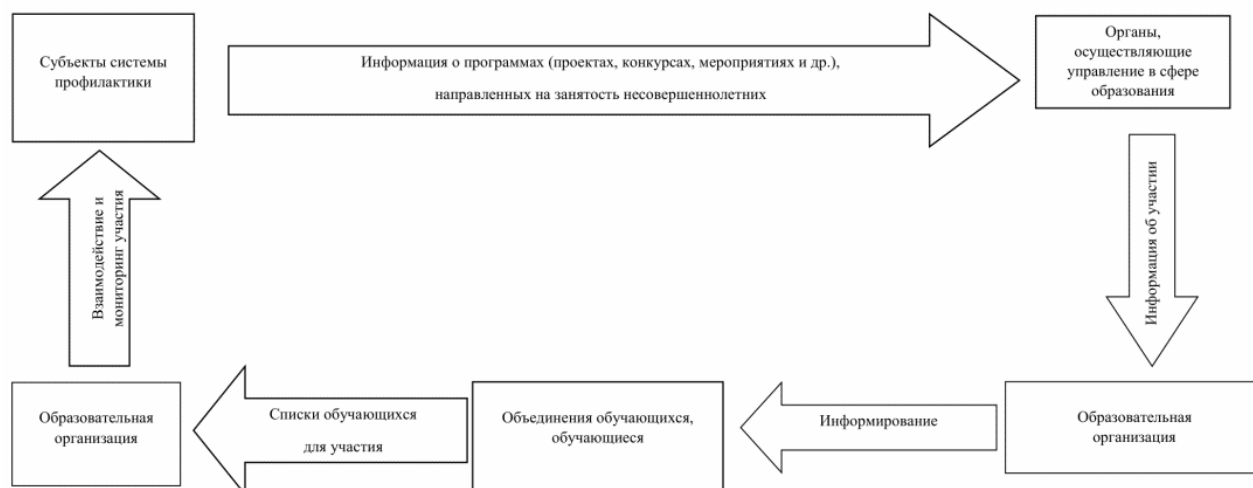 Субъекты системы
профилактики
Информация о программах (проектах, конкурсах, мероприятиях и др.),
направленных на занятость несовершеннолетних
Органы,
осуществляющие
управление в сфере
образования
Информация об участии
Образовательная
организация
Информирование
Объединения обучающихся,
обучающиеся
Списки обучающихся
для участия
Образовательная
организация
Взаимодействие и
мониторинг участия